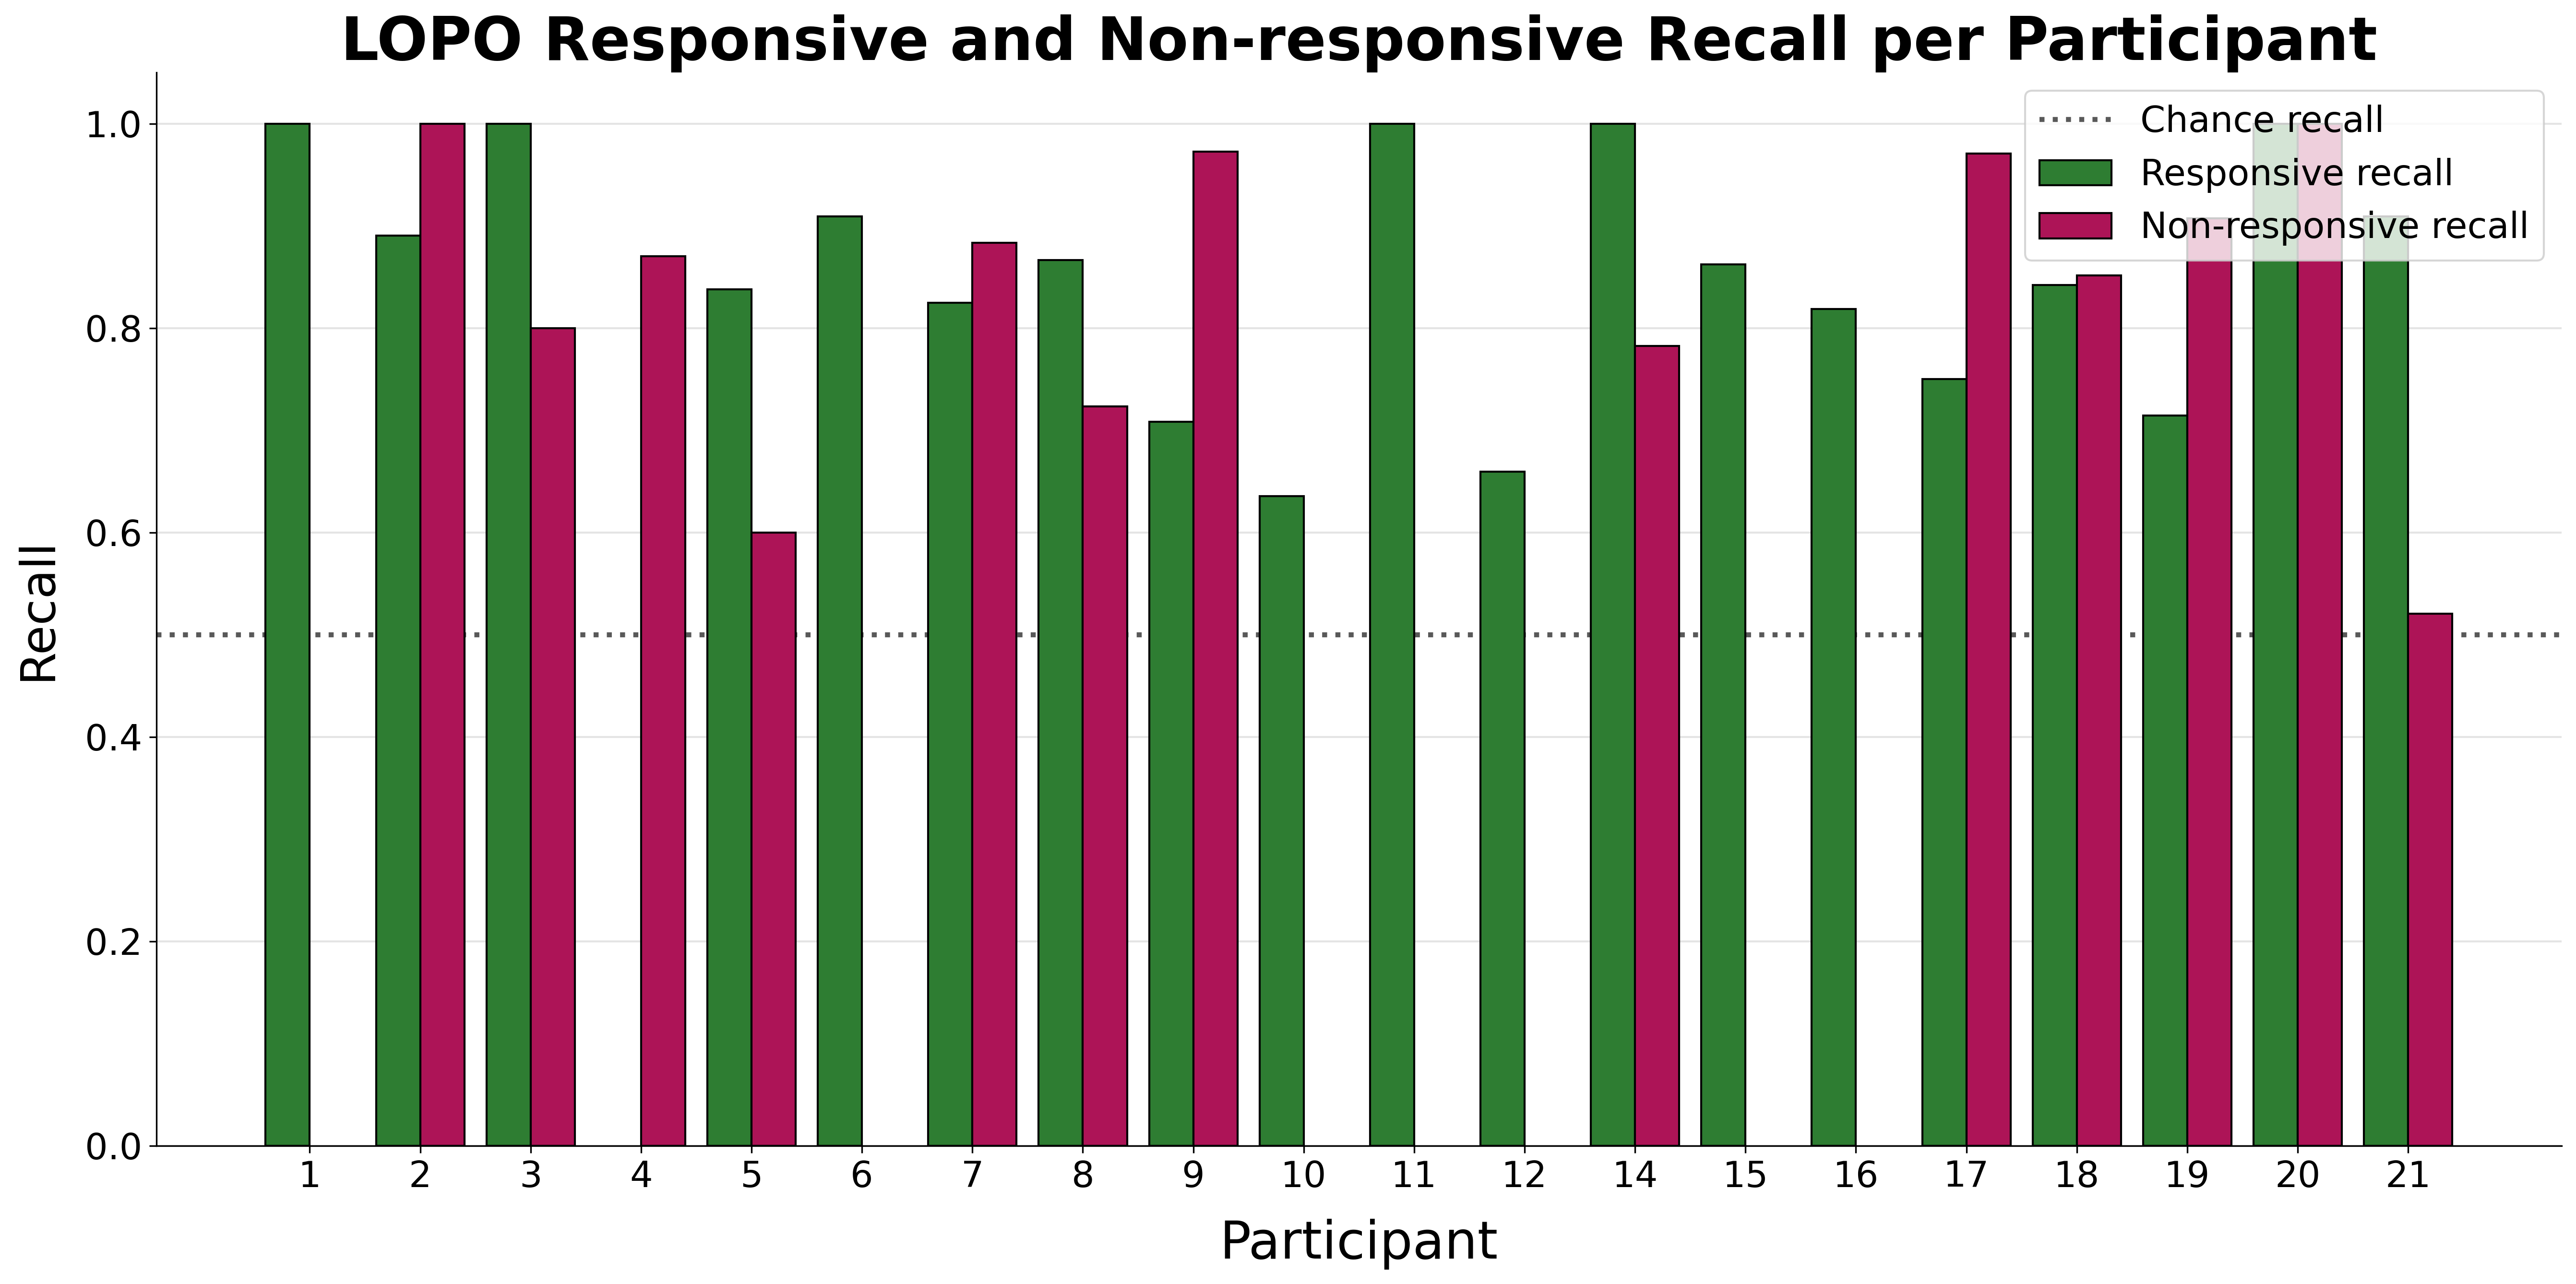 LOPO Responsive and Non-responsive Recall per Participant
Chance recall
Responsive recall
Non-responsive recall
Recall
1.0
0.8
0.6
0.4
0.2
0.0
1 2 3 4 5 6 7 8 9 10 11 12 14 15 16 17 18 19 20 21
Participant